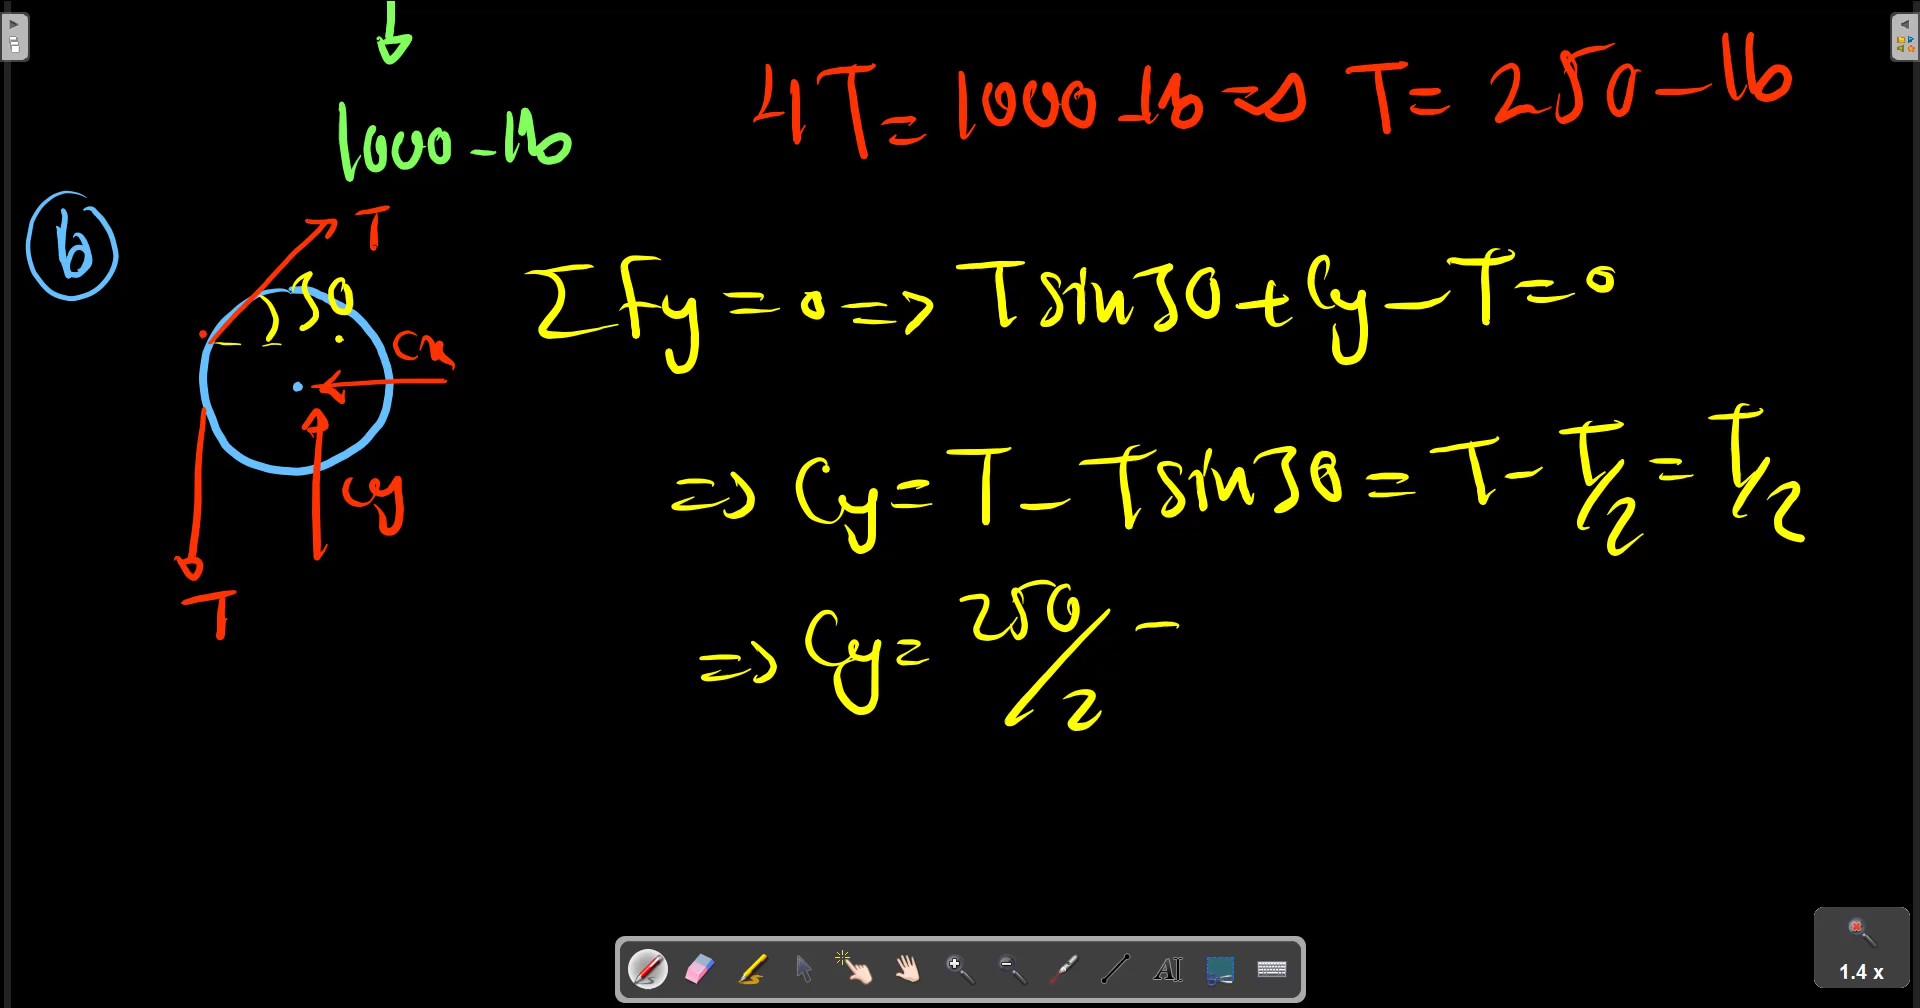 1000-lb
4T = 1000-lb => T = 250-lb
b
T
30
Cx
Cy
T
ΣFy = 0 => T sin30 + Cy - T = 0
=> Cy = T - T sin30 = T - T/2 = T/2
=> Cy = 250/2 -
AI
1.4 x